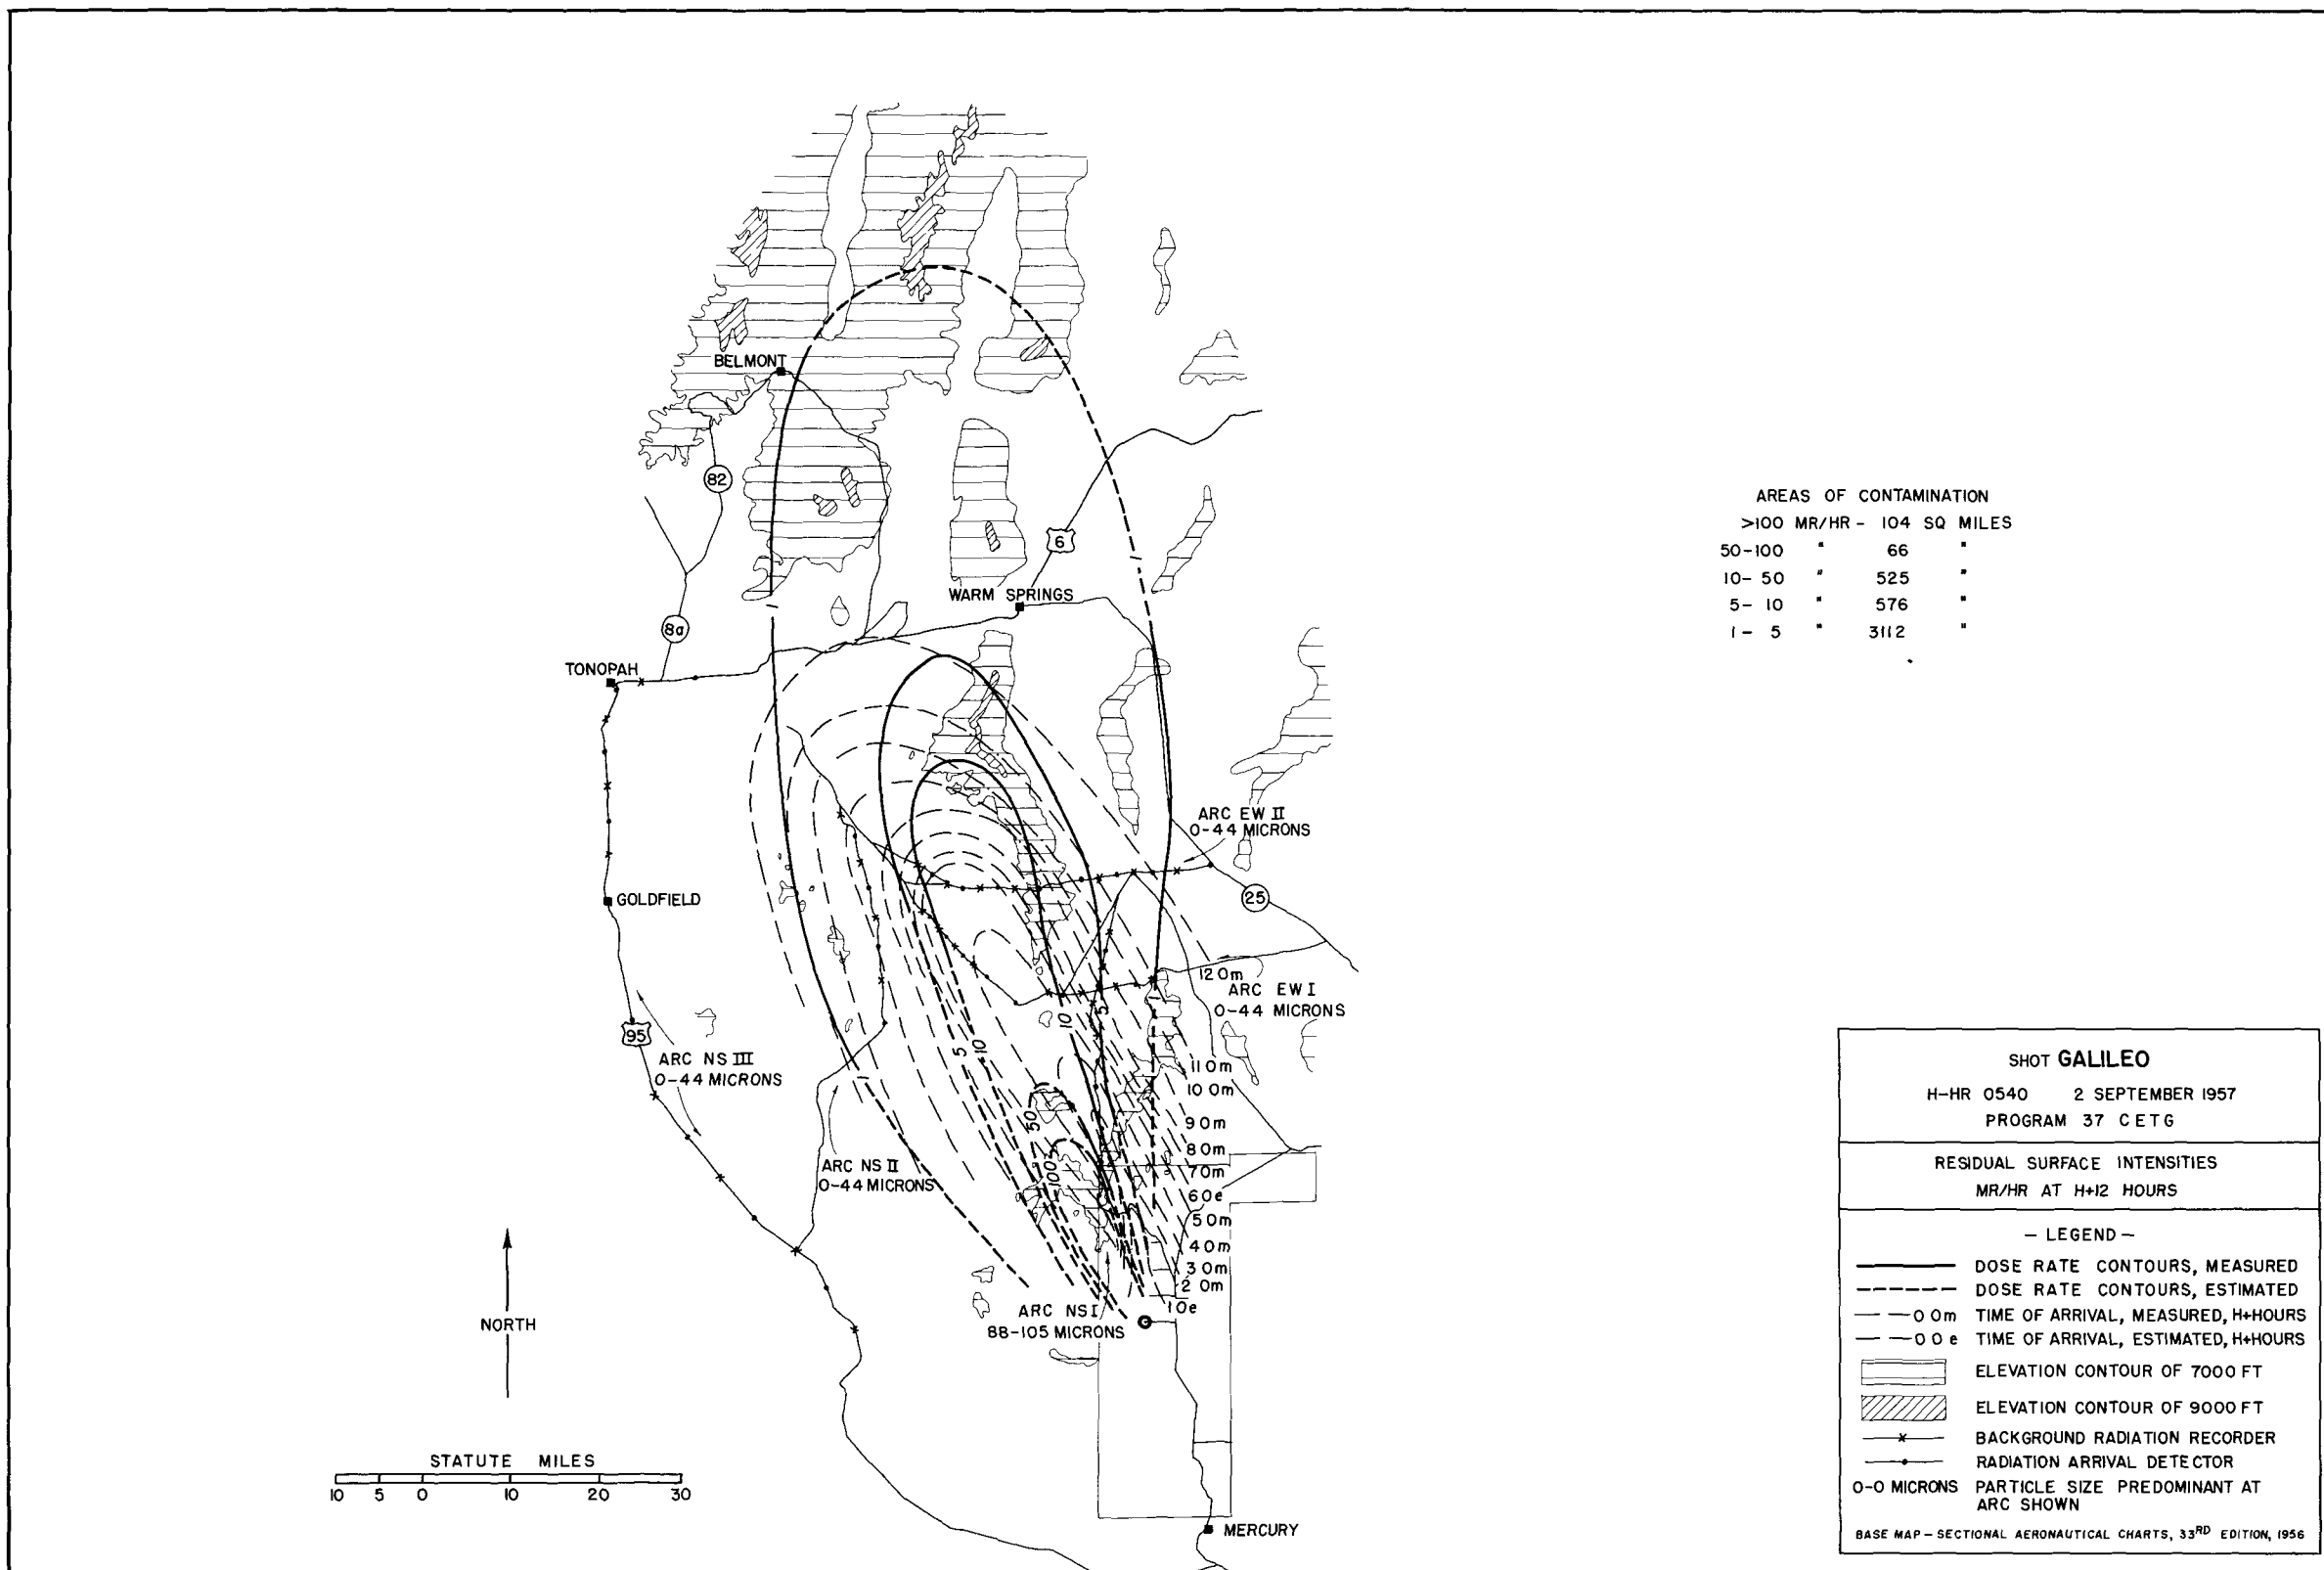 BELMONT
82
6
WARM SPRINGS
8a
TONOPAH
1
1
AREAS OF CONTAMINATION
>100 MR/HR - 104 SQ MILES
50-100 " 66 "
10- 50 " 525 "
5- 10 " 576 "
1- 5 " 3112 "
ARC EW II
0-44 MICRONS
GOLDFIELD
25
12 0m
ARC EW I
0-44 MICRONS
95
ARC NS III
0-44 MICRONS
10
5
5
10
1
1
50
100
11 0m
10 0m
9 0m
8 0m
7 0m
6 0e
5 0m
4 0m
3 0m
2 0m
1 0e
ARC NS II
0-44 MICRONS
ARC NS I
88-105 MICRONS
NORTH
STATUTE MILES
10 5 0 10 20 30
MERCURY
SHOT GALILEO
H-HR 0540 2 SEPTEMBER 1957
PROGRAM 37 CETG
RESIDUAL SURFACE INTENSITIES
MR/HR AT H+12 HOURS
- LEGEND -
DOSE RATE CONTOURS, MEASURED
DOSE RATE CONTOURS, ESTIMATED
0 0m TIME OF ARRIVAL, MEASURED, H+HOURS
0 0 e TIME OF ARRIVAL, ESTIMATED, H+HOURS
ELEVATION CONTOUR OF 7000 FT
ELEVATION CONTOUR OF 9000 FT
BACKGROUND RADIATION RECORDER
RADIATION ARRIVAL DETECTOR
0-0 MICRONS PARTICLE SIZE PREDOMINANT AT
ARC SHOWN
BASE MAP - SECTIONAL AERONAUTICAL CHARTS, 33RD EDITION, 1956